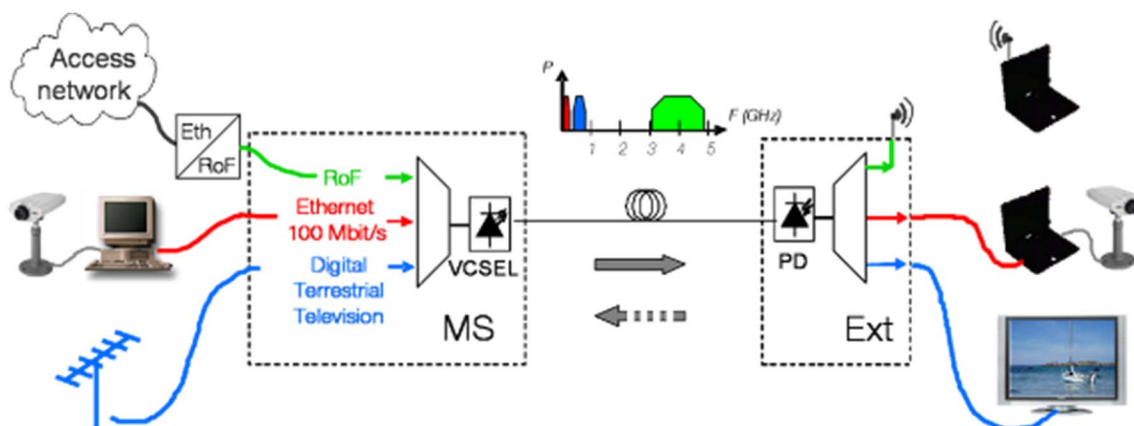 Access
network
Eth
RoF
RoF
Ethernet
100 Mbit/s
Digital
Terrestrial
Television
VCSEL
MS
P
F (GHz)
1 2 3 4 5
PD
Ext